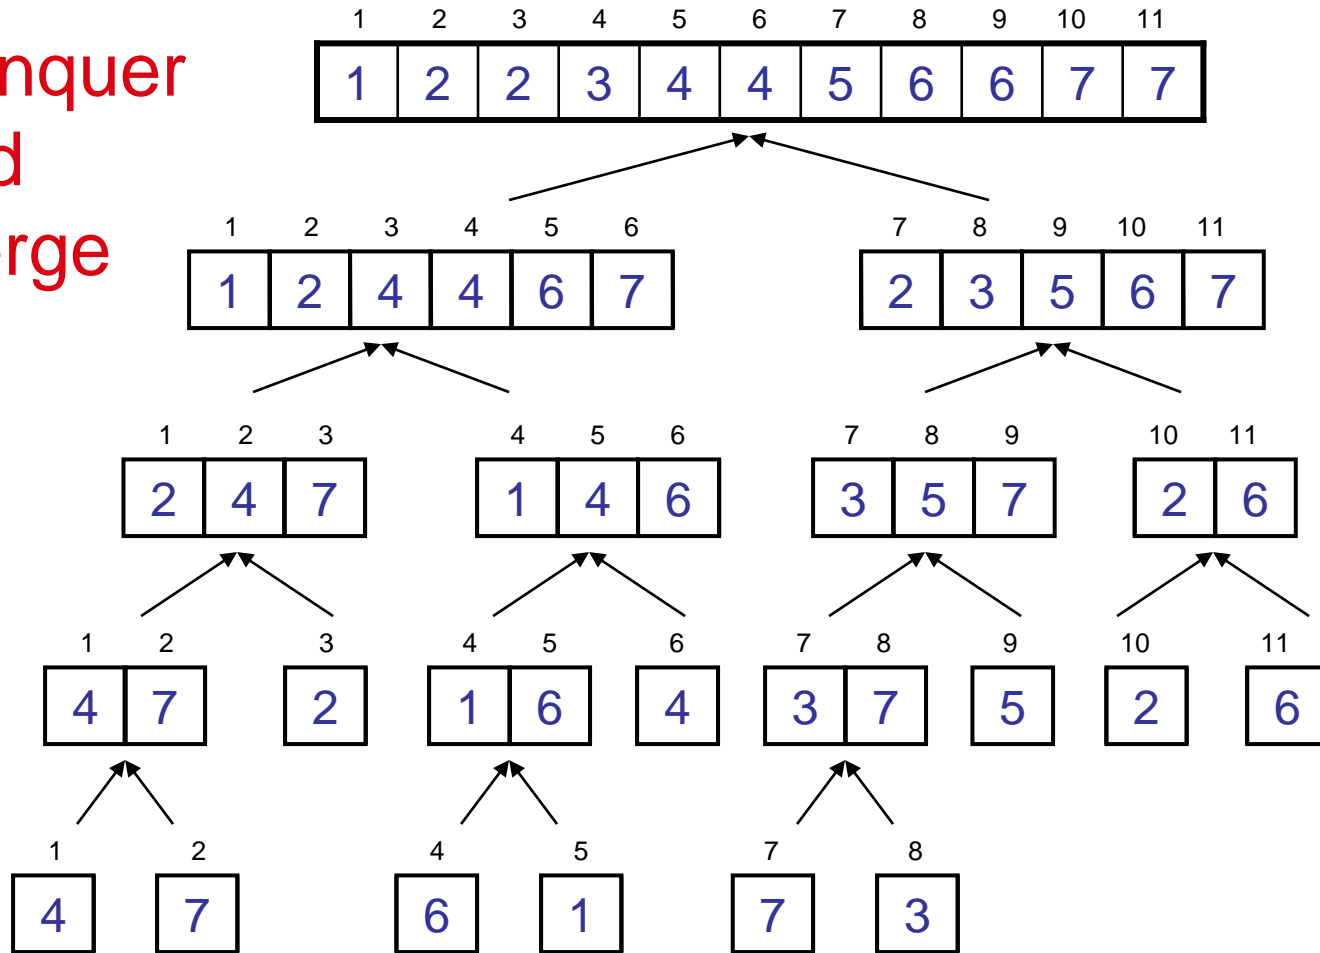 nquer
d
erge
1 2 3 4 5 6 7 8 9 10 11
1 2 2 3 4 4 5 6 6 7 7
1 2 3 4 5 6 7 8 9 10 11
1 2 4 4 6 7 2 3 5 6 7
1 2 3 4 5 6 7 8 9 10 11
2 4 7 1 4 6 3 5 7 2 6
1 2 3 4 5 6 7 8 9 10 11
4 7 2 1 6 4 3 7 5 2 6
1 2 4 5 7 8
4 7 6 1 7 3